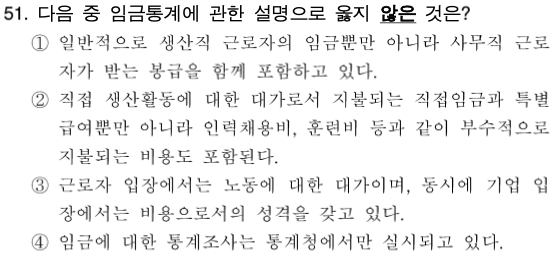 51. 다음 중 임금통계에 관한 설명으로 옳지 않은 것은?
① 일반적으로 생산직 근로자의 임금뿐만 아니라 사무직 근로
자가 받는 봉급을 함께 포함하고 있다.
② 직접 생산활동에 대한 대가로서 지불되는 직접임금과 특별
급여뿐만 아니라 인력채용비, 훈련비 등과 같이 부수적으로
지불되는 비용도 포함된다.
③ 근로자 입장에서는 노동에 대한 대가이며, 동시에 기업 입
장에서는 비용으로서의 성격을 갖고 있다.
④ 임금에 대한 통계조사는 통계청에서만 실시되고 있다.